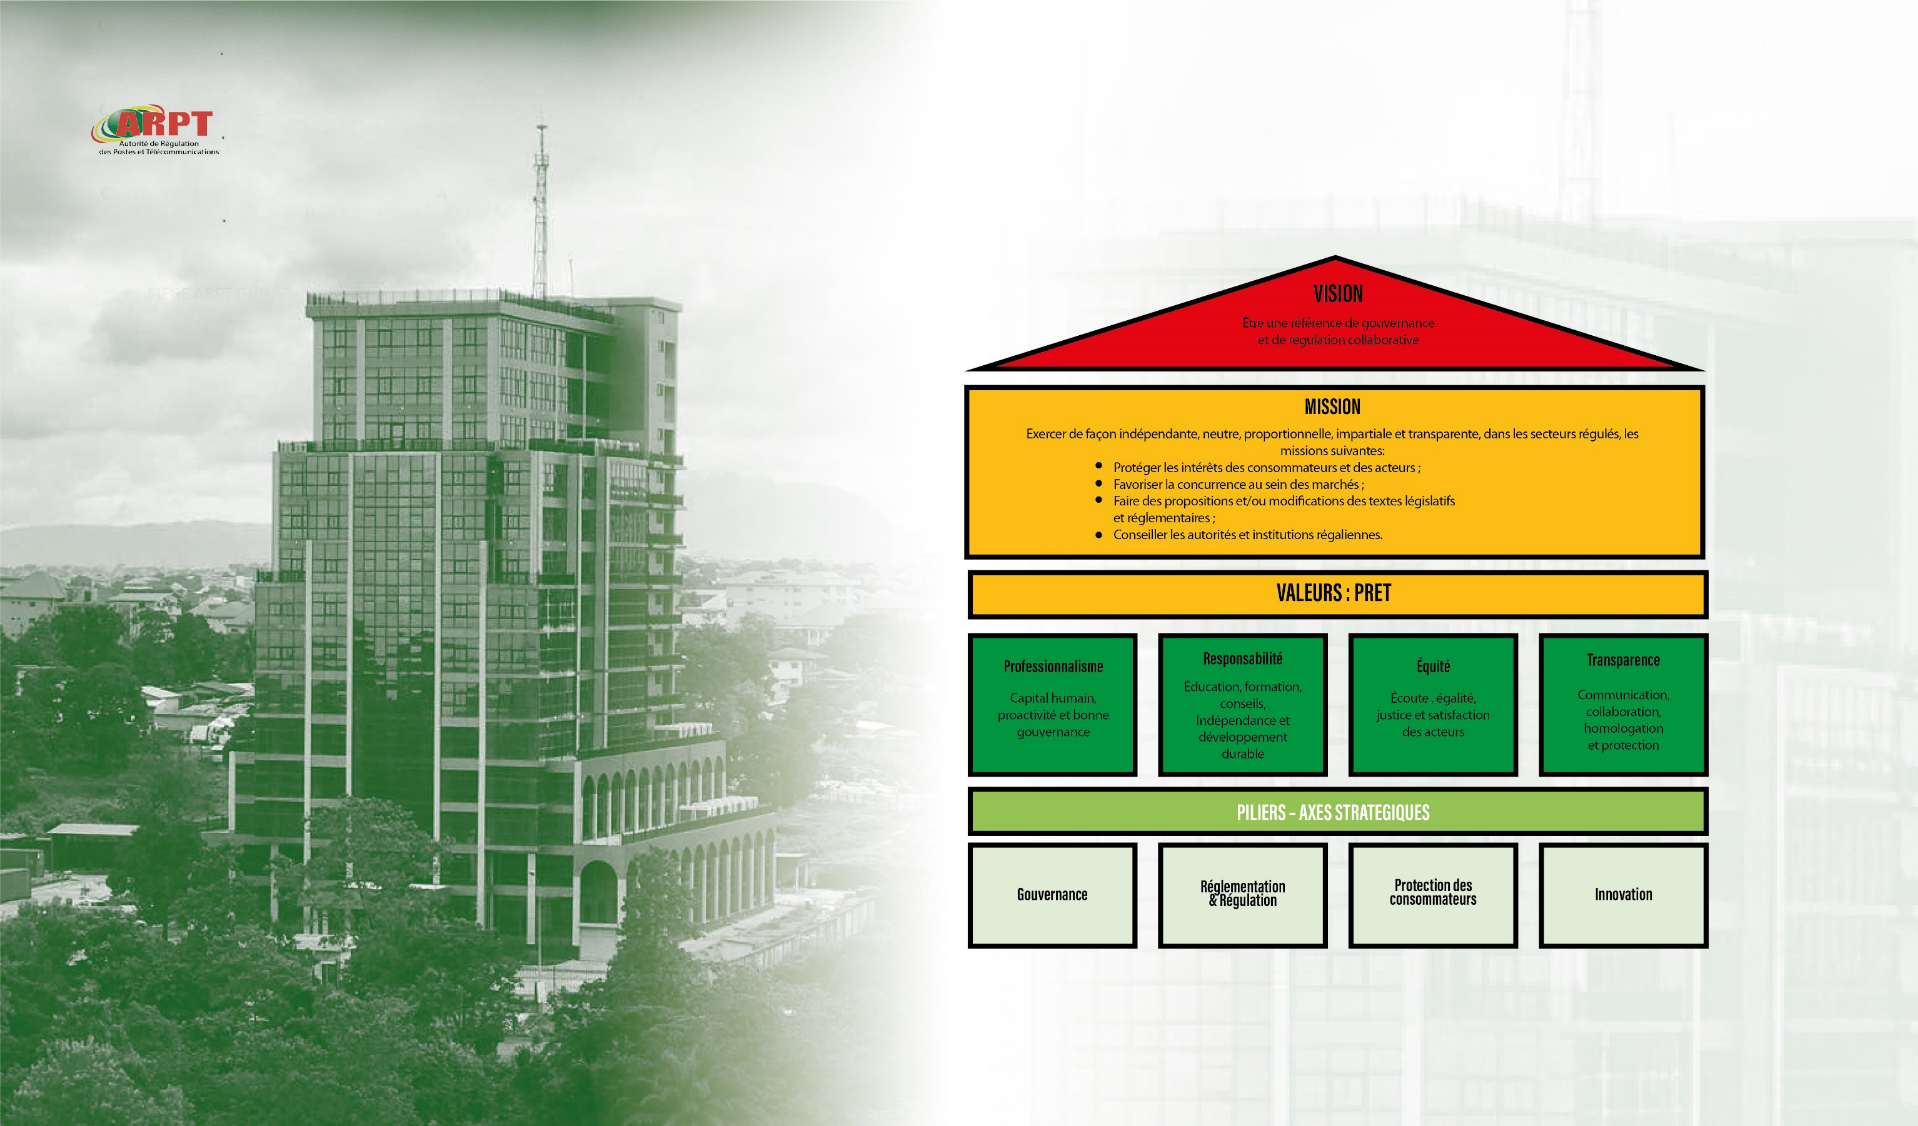 ARPT
Autorité de Régulation
des Postes et Télécommunications
VISION
Être une référence de gouvernance
et de régulation collaborative
MISSION
Exercer de façon indépendante, neutre, proportionnelle, impartiale et transparente, dans les secteurs régulés, les
missions suivantes:
● Protéger les intérêts des consommateurs et des acteurs ;
● Favoriser la concurrence au sein des marchés ;
● Faire des propositions et/ou modifications des textes législatifs
et réglementaires ;
● Conseiller les autorités et institutions régaliennes.
VALEURS : PRET
Professionnalisme
Capital humain,
proactivité et bonne
gouvernance
Responsabilité
Éducation, formation,
conseils,
Indépendance et
développement
durable
Équité
Écoute , égalité,
justice et satisfaction
des acteurs
Transparence
Communication,
collaboration,
homologation
et protection
PILIERS – AXES STRATEGIQUES
Gouvernance
Réglementation
& Régulation
Protection des
consommateurs
Innovation